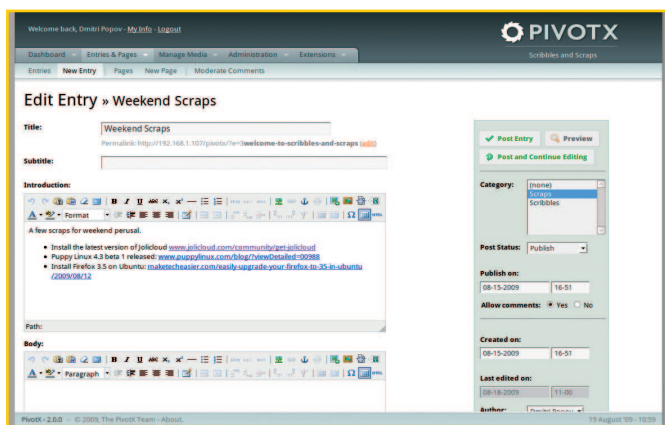 Welcome back, Dmitri Popov - My Info - Logout
PIVOTX
Dashboard Entries & Pages Manage Media Administration Extensions
Scribbles and Scraps
Entries New Entry Pages New Page Moderate Comments
Edit Entry » Weekend Scraps
Title: Weekend Scraps
Permalink: http://192.168.1.107/pivotx/?e=3welcome-to-scribbles-and-scraps (edit)
Subtitle:
Introduction:
Format
A few scraps for weekend perusal.
Install the latest version of Jolicloud www.jolicloud.com/community/get-jolicloud
Puppy Linux 4.3 beta 1 released: www.puppylinux.com/blog/?viewDetailed=00988
Install Firefox 3.5 on Ubuntu: maketecheasier.com/easily-upgrade-your-firefox-to-35-in-ubuntu
/2009/08/12
Path:
Body:
Paragraph
Post Entry Preview
Post and Continue Editing
Category: (none)
Scraps
Scribbles
Post Status: Publish
Publish on:
08-15-2009 16-51
Allow comments: Yes No
Created on:
08-15-2009 16-51
Last edited on:
08-18-2009 11-00
Author: Dmitri Popov
PivotX - 2.0.0 - © 2009, The PivotX Team - About.
19 August '09 - 10:59